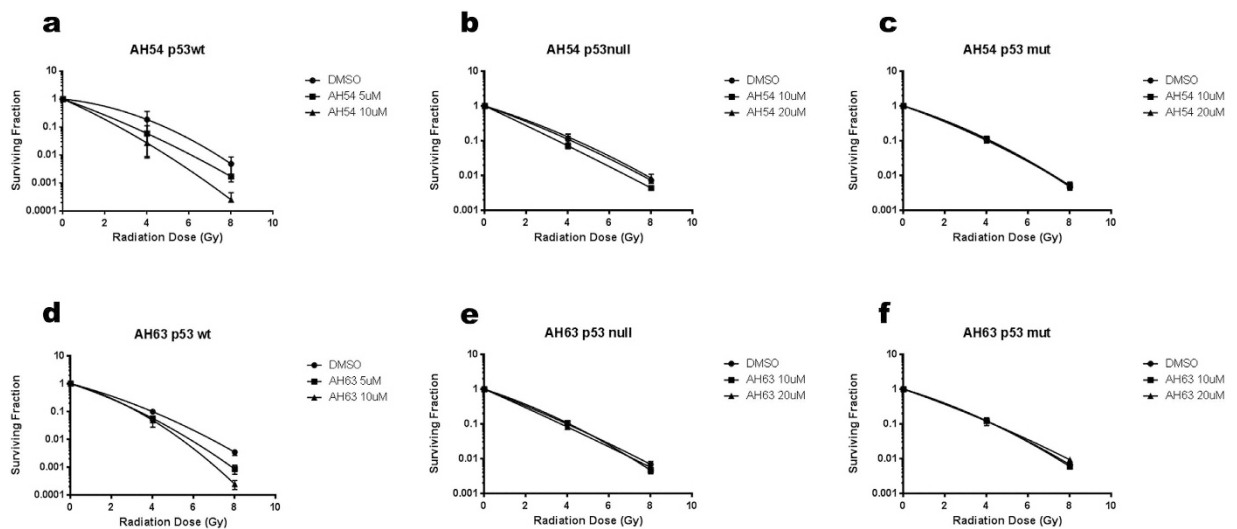 a
AH54 p53wt
10
1
0.1
0.01
0.001
0.0001
0 2 4 6 8 10
Surviving Fraction
Radiation Dose (Gy)
DMSO
AH54 5uM
AH54 10uM
b
AH54 p53null
10
1
0.1
0.01
0.001
0 2 4 6 8 10
Surviving Fraction
Radiation Dose (Gy)
DMSO
AH54 10uM
AH54 20uM
c
AH54 p53 mut
10
1
0.1
0.01
0.001
0 2 4 6 8 10
Surviving Fraction
Radiation Dose (Gy)
DMSO
AH54 10uM
AH54 20uM
d
AH63 p53 wt
10
1
0.1
0.01
0.001
0.0001
0 2 4 6 8 10
Surviving Fraction
Radiation Dose (Gy)
DMSO
AH63 5uM
AH63 10uM
e
AH63 p53 null
10
1
0.1
0.01
0.001
0 2 4 6 8 10
Surviving Fraction
Radiation Dose (Gy)
DMSO
AH63 10uM
AH63 20uM
f
AH63 p53 mut
10
1
0.1
0.01
0.001
0 2 4 6 8 10
Surviving Fraction
Radiation Dose (Gy)
DMSO
AH63 10uM
AH63 20uM